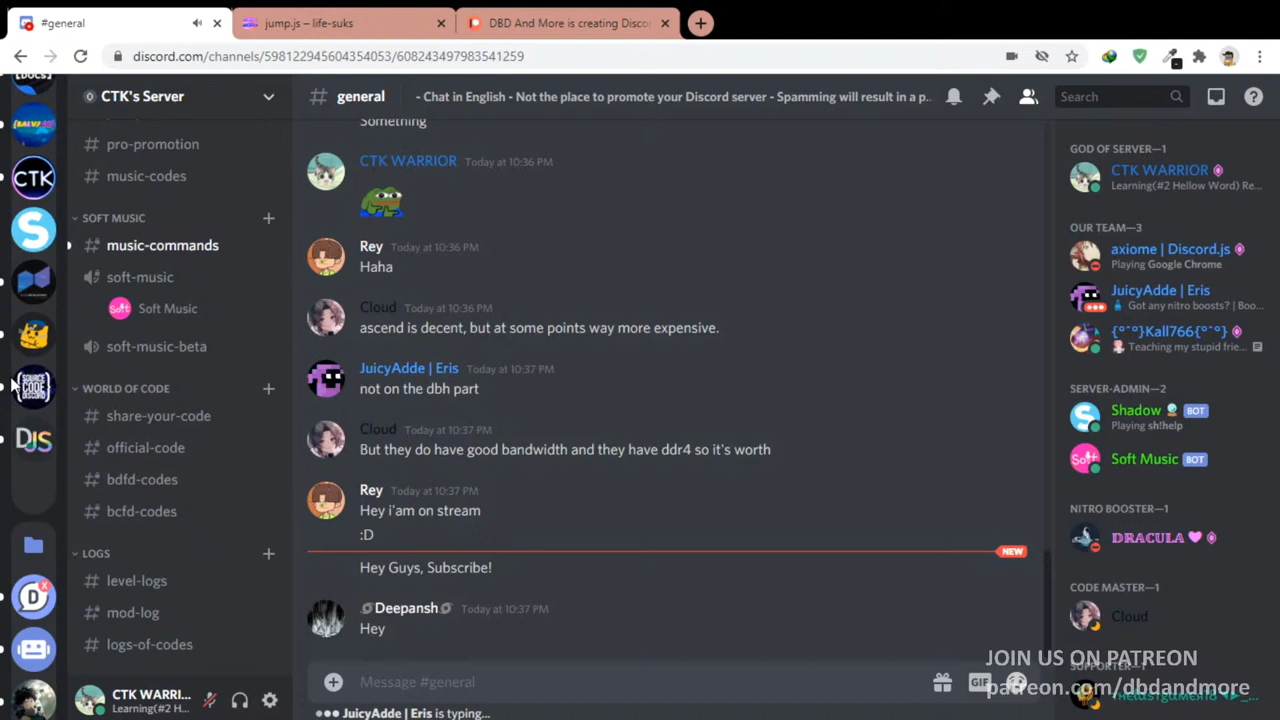 #general
jump.js – life-suks
DBD And More is creating Discor
discord.com/channels/598122945604354053/608243497983541259
[DOCS]
CTK
SOURCE
CODE
DISCORD
DJS
CTK's Server
pro-promotion
music-codes
SOFT MUSIC
music-commands
soft-music
Soft Music
soft-music-beta
WORLD OF CODE
share-your-code
official-code
bdfd-codes
bcfd-codes
LOGS
level-logs
mod-log
logs-of-codes
CTK WARRI...
Learning(#2 H...
general
- Chat in English - Not the place to promote your Discord server - Spamming will result in a p...
Search
Something
CTK WARRIOR Today at 10:36 PM
Rey Today at 10:36 PM
Haha
Cloud Today at 10:36 PM
ascend is decent, but at some points way more expensive.
JuicyAdde | Eris Today at 10:37 PM
not on the dbh part
Cloud Today at 10:37 PM
But they do have good bandwidth and they have ddr4 so it's worth
Rey Today at 10:37 PM
Hey i'am on stream
:D
NEW
Hey Guys, Subscribe!
Deepansh Today at 10:37 PM
Hey
Message #general
GIF
JuicyAdde | Eris is typing...
GOD OF SERVER—1
CTK WARRIOR
Learning(#2 Hellow Word) Re...
OUR TEAM—3
axiome | Discord.js
Playing Google Chrome
JuicyAdde | Eris
Got any nitro boosts? | Boo...
{°ˆ°}Kall766{°ˆ°}
Teaching my stupid frie...
SERVER-ADMIN—2
Shadow BOT
Playing sh!help
Soft Music BOT
Soft
NITRO BOOSTER—1
𝔻ℝ𝔸ℂ𝕌𝕃𝔸
CODE MASTER—1
Cloud
SUPPORTER—1
JOIN US ON PATREON
patreon.com/dbdandmore